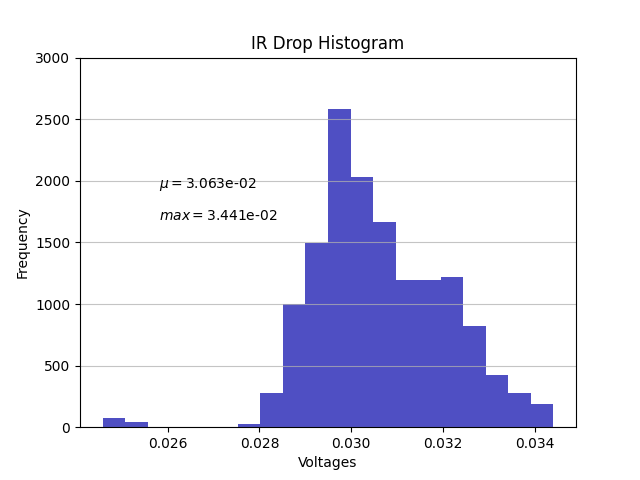 IR Drop Histogram
3000
2500
2000
1500
1000
500
0
μ = 3.063e-02
max = 3.441e-02
Frequency
0.026 0.028 0.030 0.032 0.034
Voltages